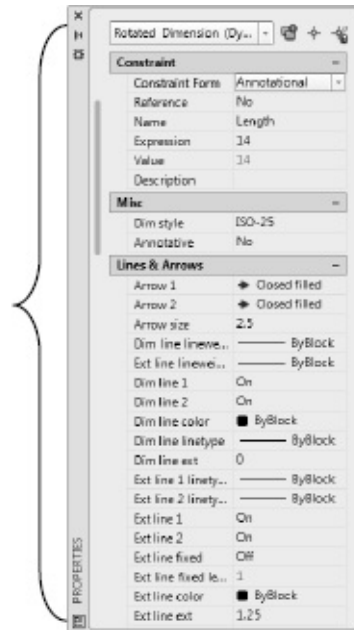 Rotated Dimension (Dy...
Constraint
Constraint Form Annotational
Reference No
Name Length
Expression 14
Value 14
Description
Misc
Dim style ISO-25
Annotative No
Lines & Arrows
Arrow 1 Closed filled
Arrow 2 Closed filled
Arrow size 2.5
Dim line linewe... ByBlock
Ext line linewei... ByBlock
Dim line 1 On
Dim line 2 On
Dim line color ByBlock
Dim line linetype ByBlock
Dim line ext 0
Ext line 1 linety... ByBlock
Ext line 2 linety... ByBlock
Ext line 1 On
Ext line 2 On
Ext line fixed Off
Ext line fixed le... 1
Ext line color ByBlock
Ext line ext 1.25
PROPERTIES